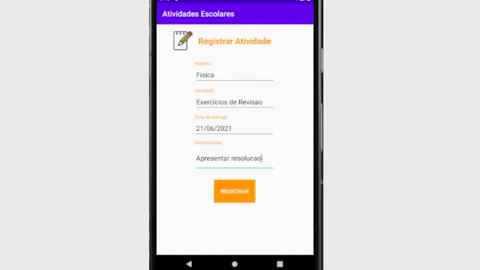 Atividades Escolares
Registrar Atividade
Matéria:
Física
Atividade:
Exercícios de Revisao
Data de entrega:
21/06/2021
Observações:
Apresentar resolucao
REGISTRAR